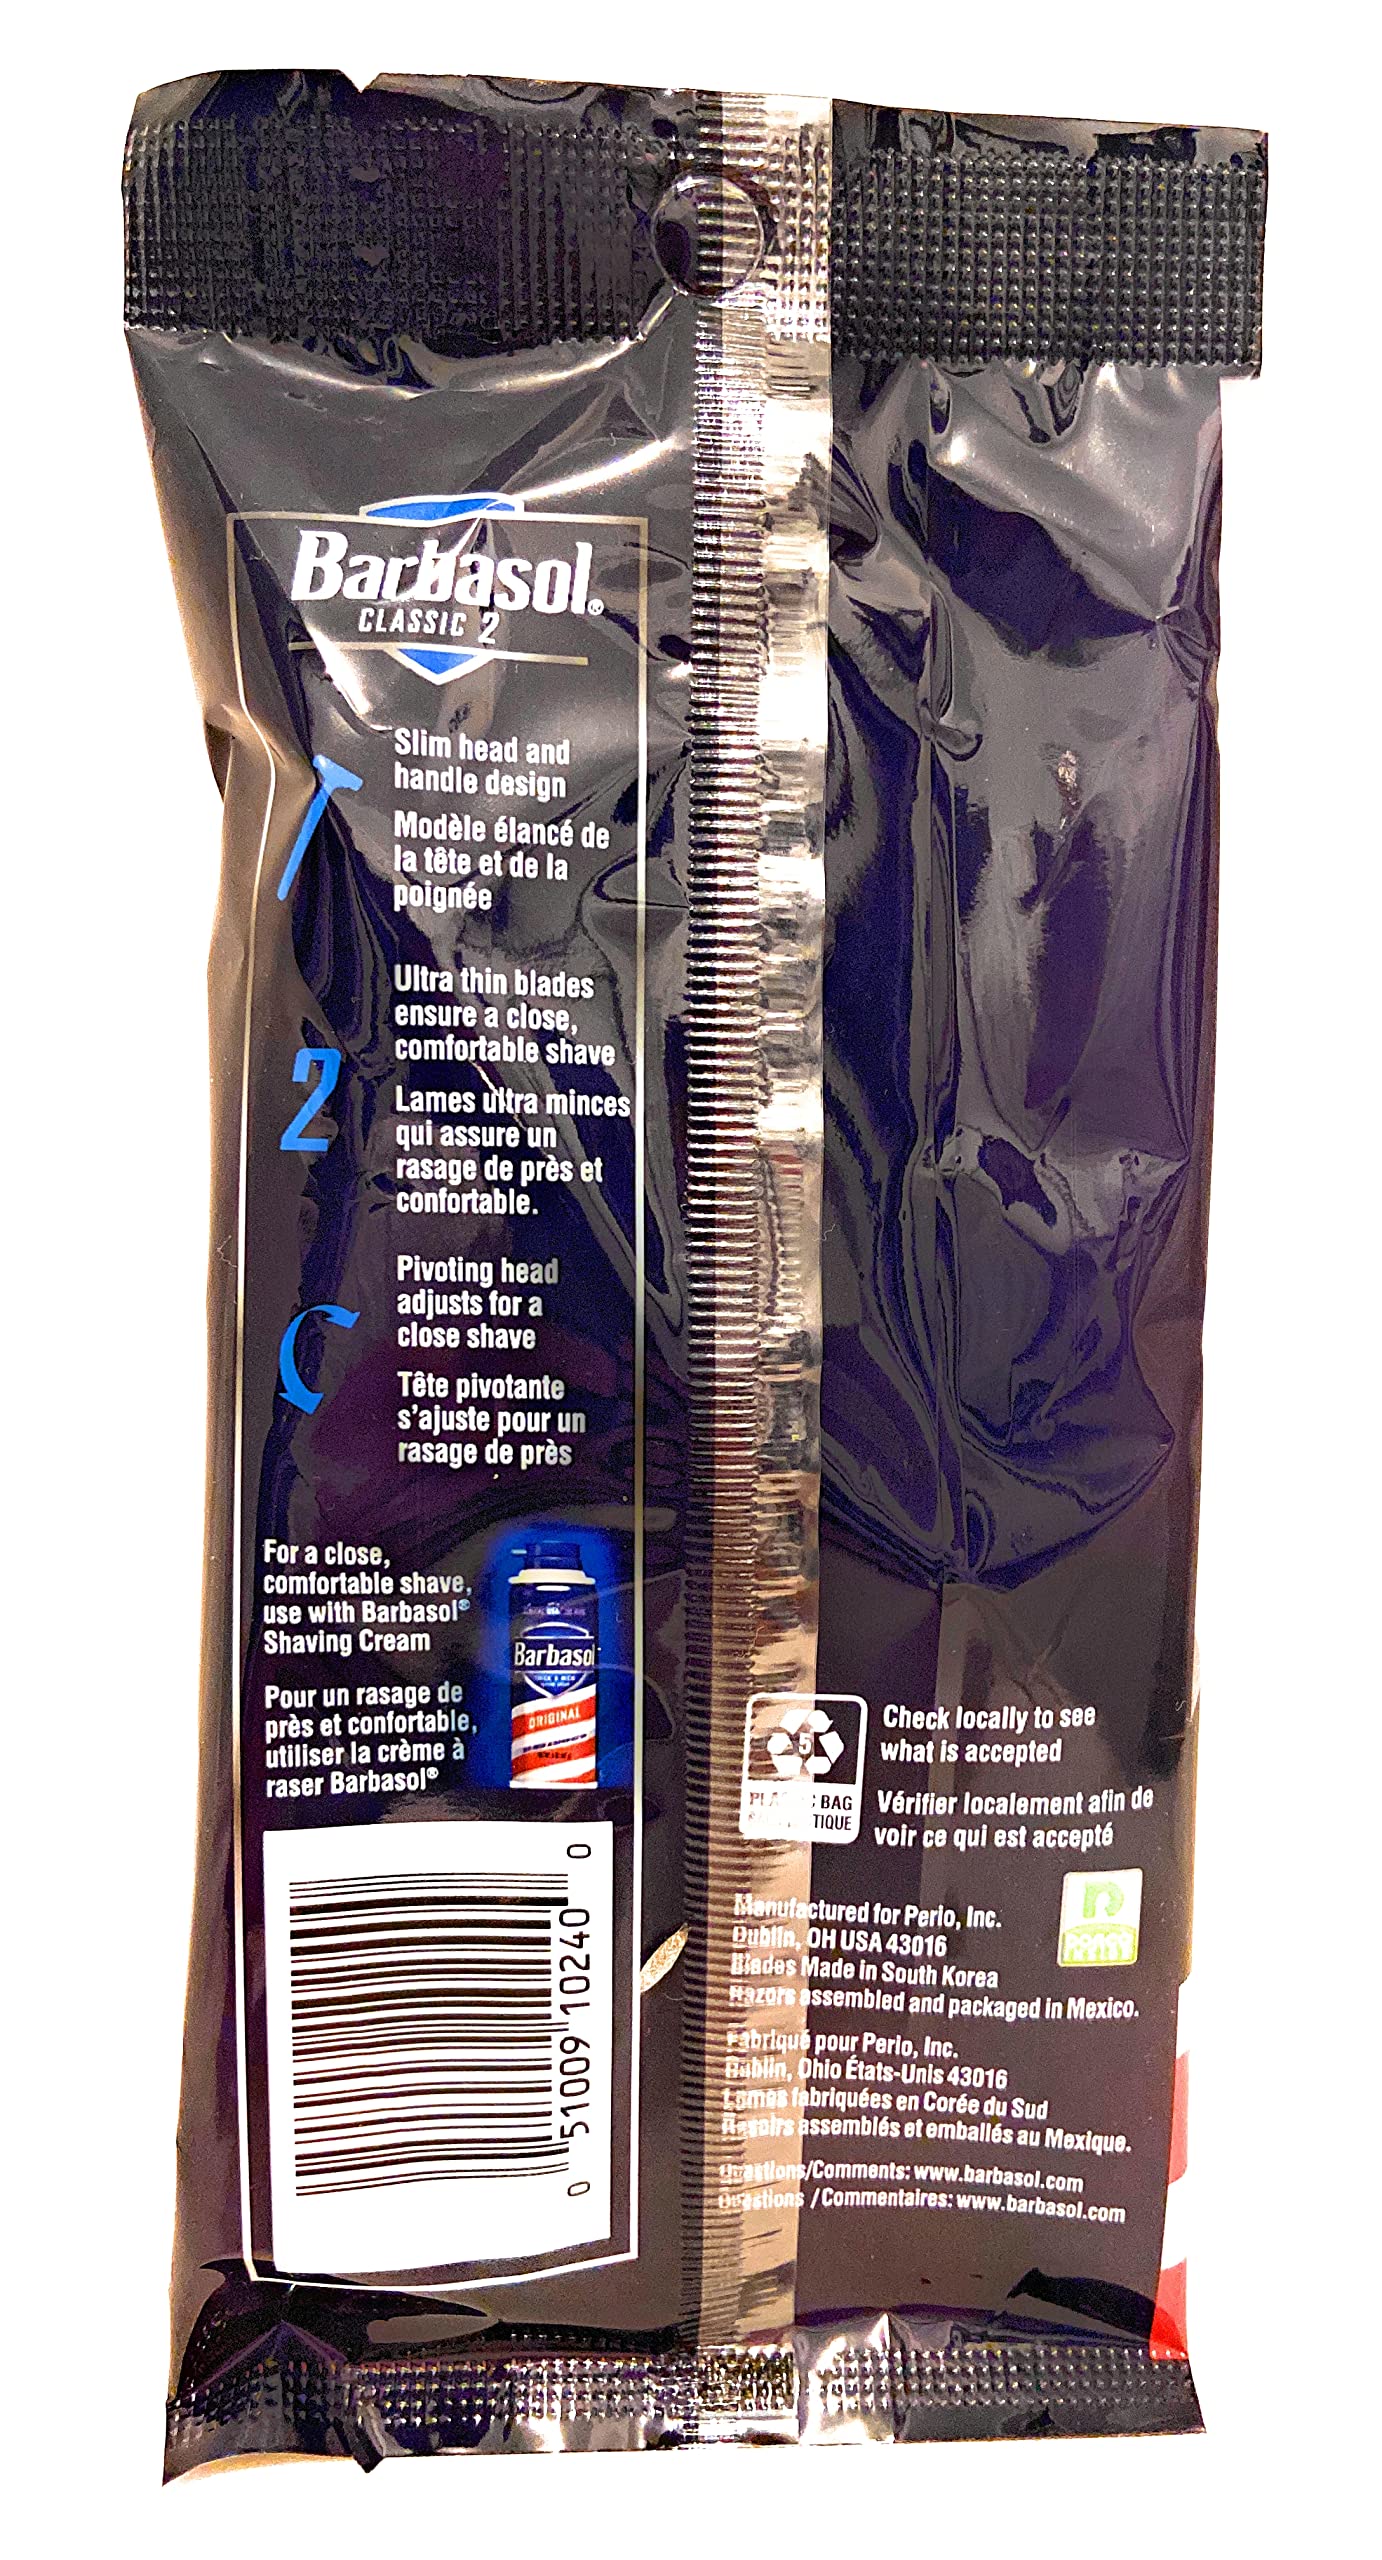 Barbasol®
CLASSIC 2
Slim head and
handle design
Modèle élancé de
la tête et de la
poignée
2
Ultra thin blades
ensure a close,
comfortable shave
Lames ultra minces
qui assure un
rasage de près et
confortable.
Pivoting head
adjusts for a
close shave
Tête pivotante
s'ajuste pour un
rasage de près
For a close,
comfortable shave,
use with Barbasol®
Shaving Cream
Pour un rasage de
près et confortable,
utiliser la crème à
raser Barbasol®
Barbasol
ORIGINAL
0 51009 10240 0
5
BAG
Check locally to see
what is accepted
Vérifier localement afin de
voir ce qui est accepté
Manufactured for Perio, Inc.
Dublin, OH USA 43016
Blades Made in South Korea
Razors assembled and packaged in Mexico.
Fabriqué pour Perio, Inc.
Dublin, Ohio États-Unis 43016
Lames fabriquées en Corée du Sud
Rasoirs assemblés et emballés au Mexique.
Questions/Comments: www.barbasol.com
Questions /Commentaires: www.barbasol.com